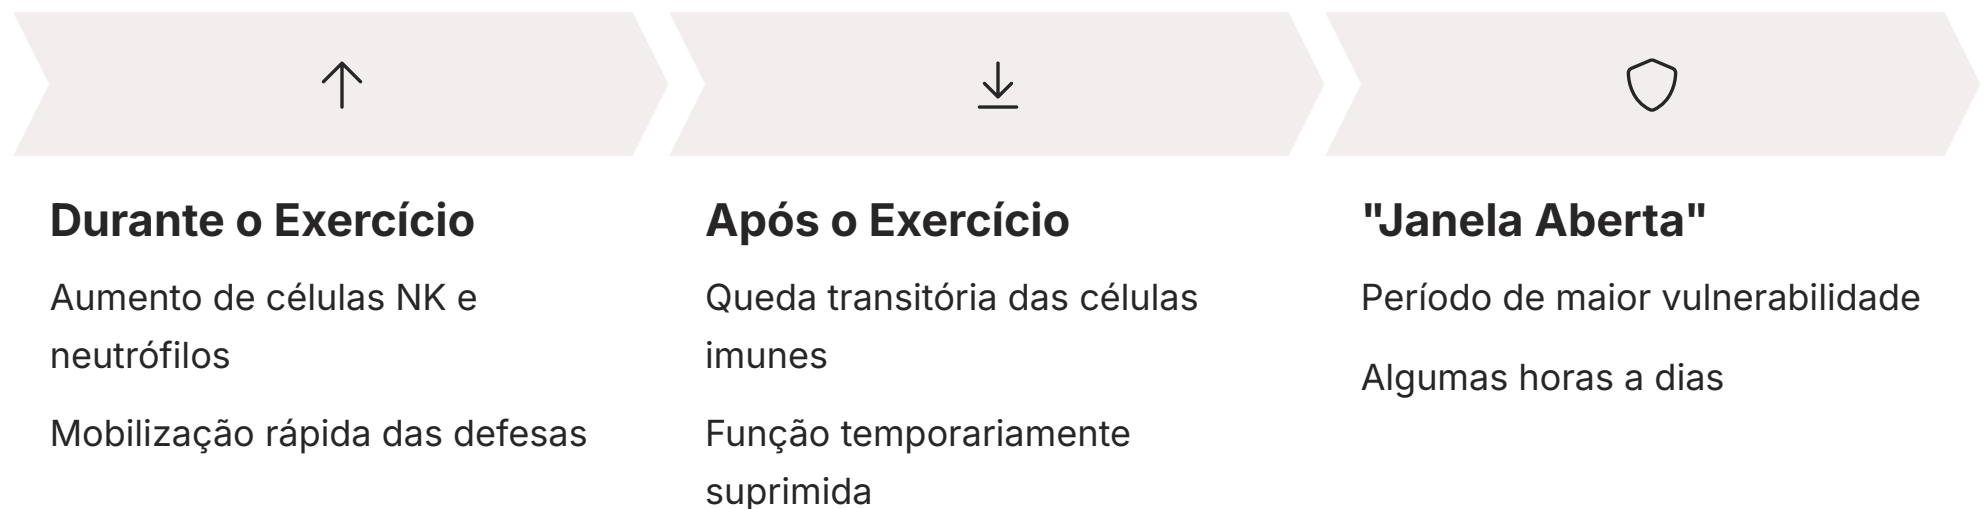 Durante o Exercício
Aumento de células NK e
neutrófilos
Mobilização rápida das defesas
Após o Exercício
Queda transitória das células
imunes
Função temporariamente
suprimida
"Janela Aberta"
Período de maior vulnerabilidade
Algumas horas a dias